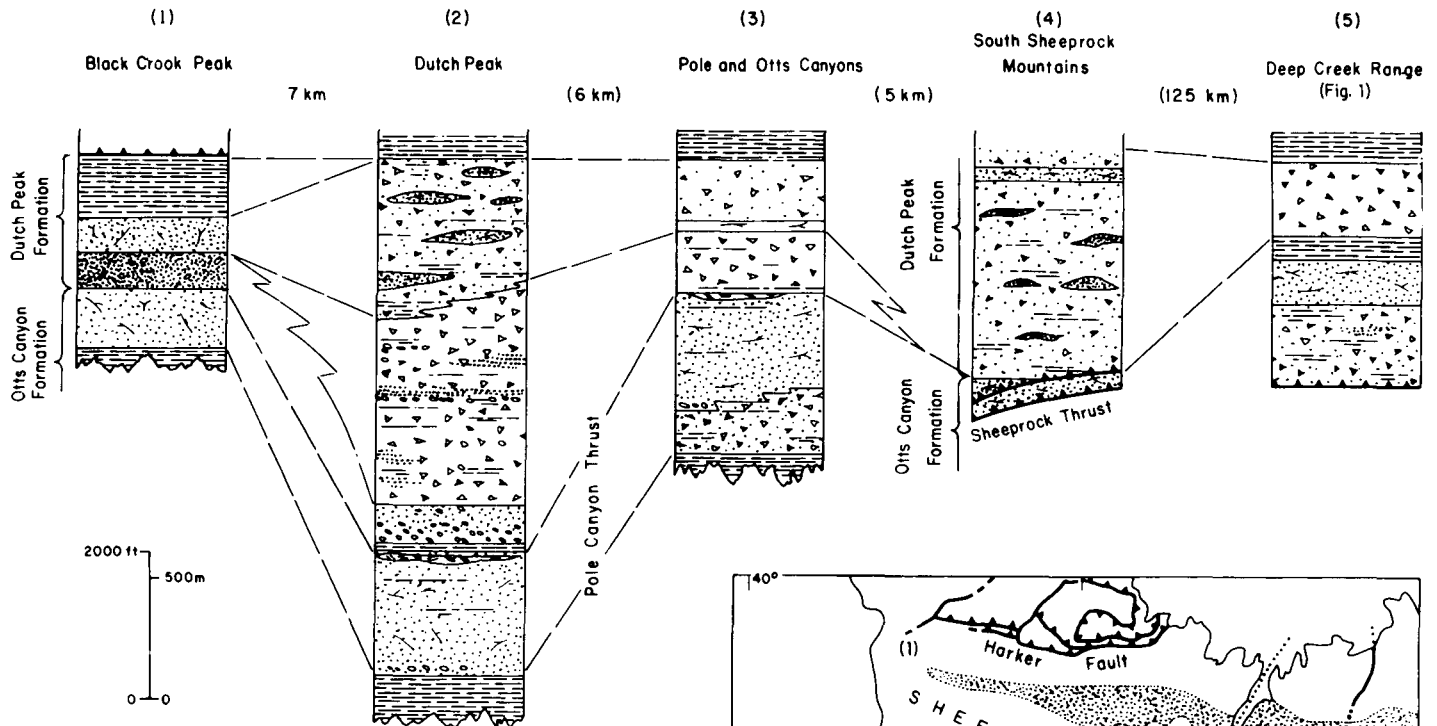 (1)
Black Crook Peak
7 km
(2)
Dutch Peak
(6 km)
(3)
Pole and Otts Canyons
(5 km)
(4)
South Sheeprock
Mountains
(125 km)
(5)
Deep Creek Range
(Fig. 1)
Dutch Peak
Formation
Otts Canyon
Formation
Pole Canyon Thrust
Dutch Peak
Formation
Otts Canyon
Formation
Sheeprock Thrust
2000 ft
500m
0
0
40°
(1)
Harker Fault
SHEE